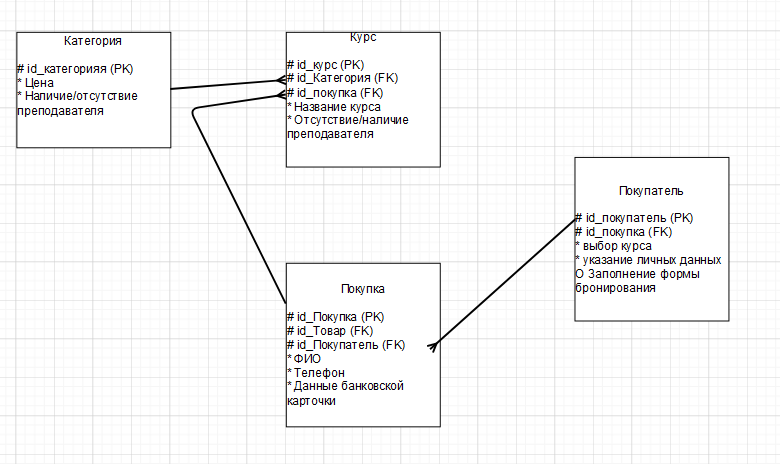 Категория
# id_категорияя (PK)
* Цена
* Наличие/отсутствие
преподавателя
Курс
# id_курс (PK)
# id_Категория (FK)
# id_покупка (FK)
* Название курса
* Отсутствие/наличие
преподавателя
Покупатель
# id_покупатель (PK)
# id_покупка (FK)
* выбор курса
* указание личных данных
О Заполнение формы
бронирования
Покупка
# id_Покупка (PK)
# id_Товар (FK)
# id_Покупатель (FK)
* ФИО
* Телефон
* Данные банковской
карточки